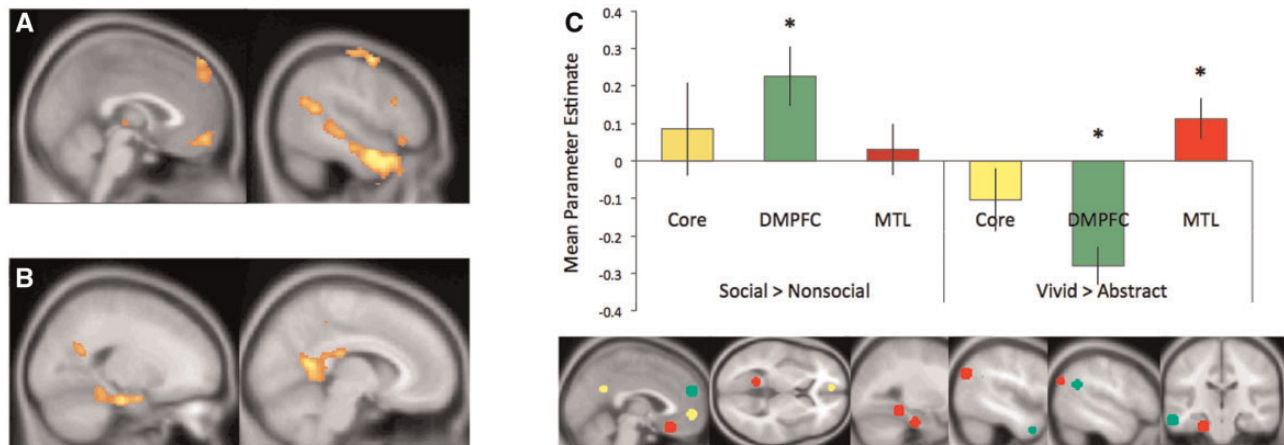 A
B
C
Mean Parameter Estimate
0.4
0.3
0.2
0.1
0
-0.1
-0.2
-0.3
-0.4
*
*
*
Core
DMPFC
MTL
Core
DMPFC
MTL
Social > Nonsocial
Vivid > Abstract